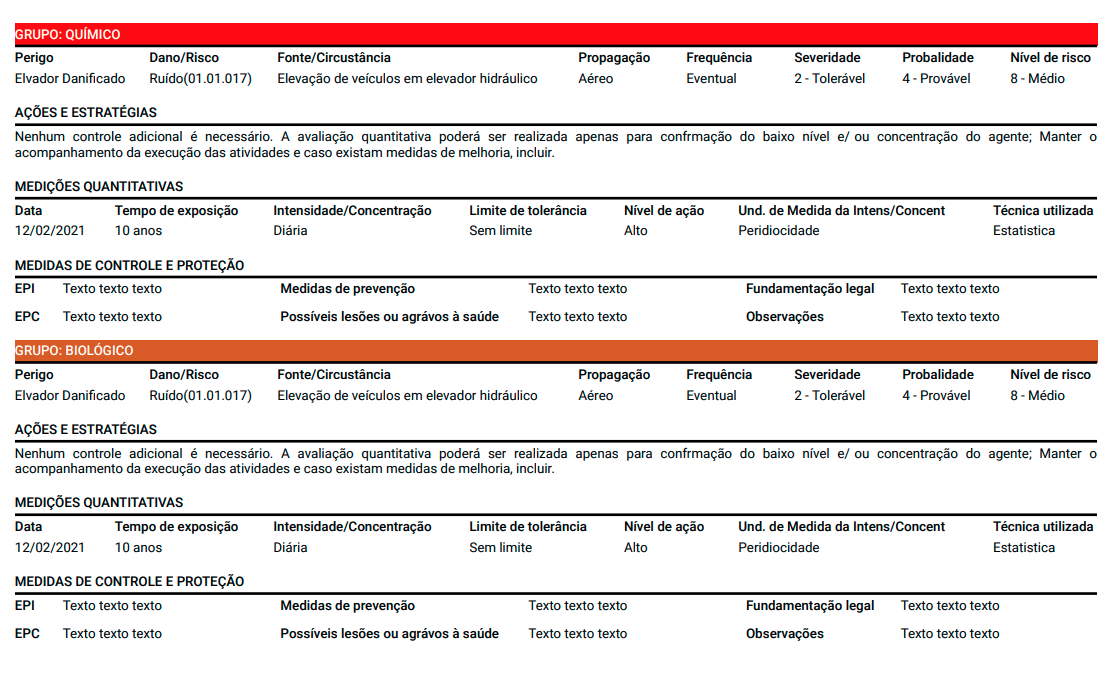 GRUPO: QUÍMICO
Perigo Dano/Risco Fonte/Circustância Propagação Frequência Severidade Probalidade Nível de risco
Elvador Danificado Ruído(01.01.017) Elevação de veículos em elevador hidráulico Aéreo Eventual 2 - Tolerável 4 - Provável 8 - Médio
AÇÕES E ESTRATÉGIAS
Nenhum controle adicional é necessário. A avaliação quantitativa poderá ser realizada apenas para confrmação do baixo nível e/ ou concentração do agente; Manter o
acompanhamento da execução das atividades e caso existam medidas de melhoria, incluir.
MEDIÇÕES QUANTITATIVAS
Data Tempo de exposição Intensidade/Concentração Limite de tolerância Nível de ação Und. de Medida da Intens/Concent Técnica utilizada
12/02/2021 10 anos Diária Sem limite Alto Peridiocidade Estatistica
MEDIDAS DE CONTROLE E PROTEÇÃO
EPI Texto texto texto Medidas de prevenção Texto texto texto Fundamentação legal Texto texto texto
EPC Texto texto texto Possíveis lesões ou agrávos à saúde Texto texto texto Observações Texto texto texto
GRUPO: BIOLÓGICO
Perigo Dano/Risco Fonte/Circustância Propagação Frequência Severidade Probalidade Nível de risco
Elvador Danificado Ruído(01.01.017) Elevação de veículos em elevador hidráulico Aéreo Eventual 2 - Tolerável 4 - Provável 8 - Médio
AÇÕES E ESTRATÉGIAS
Nenhum controle adicional é necessário. A avaliação quantitativa poderá ser realizada apenas para confrmação do baixo nível e/ ou concentração do agente; Manter o
acompanhamento da execução das atividades e caso existam medidas de melhoria, incluir.
MEDIÇÕES QUANTITATIVAS
Data Tempo de exposição Intensidade/Concentração Limite de tolerância Nível de ação Und. de Medida da Intens/Concent Técnica utilizada
12/02/2021 10 anos Diária Sem limite Alto Peridiocidade Estatistica
MEDIDAS DE CONTROLE E PROTEÇÃO
EPI Texto texto texto Medidas de prevenção Texto texto texto Fundamentação legal Texto texto texto
EPC Texto texto texto Possíveis lesões ou agrávos à saúde Texto texto texto Observações Texto texto texto